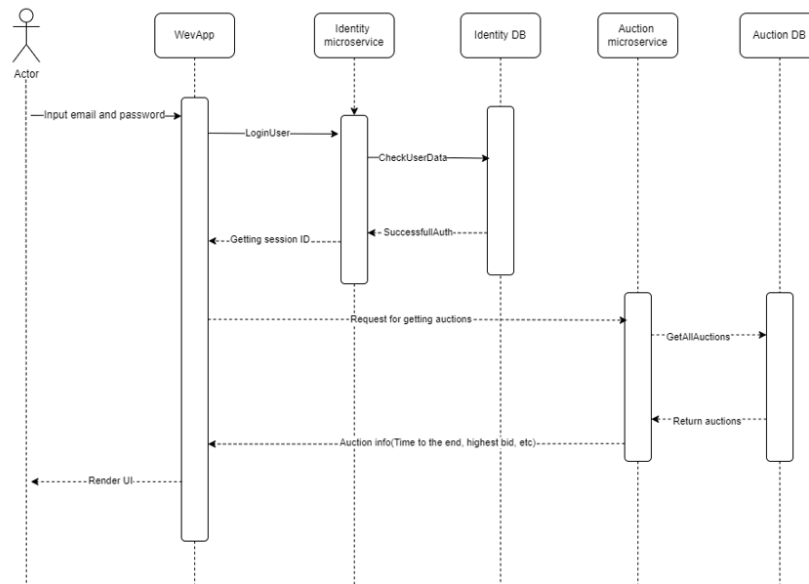 WevApp
Identity
microservice
Identity DB
Auction
microservice
Auction DB
Actor
Input email and password
LoginUser
CheckUserData
SuccessfullAuth
Getting session ID
Request for getting auctions
GetAllAuctions
Return auctions
Auction info(Time to the end, highest bid, etc)
Render UI